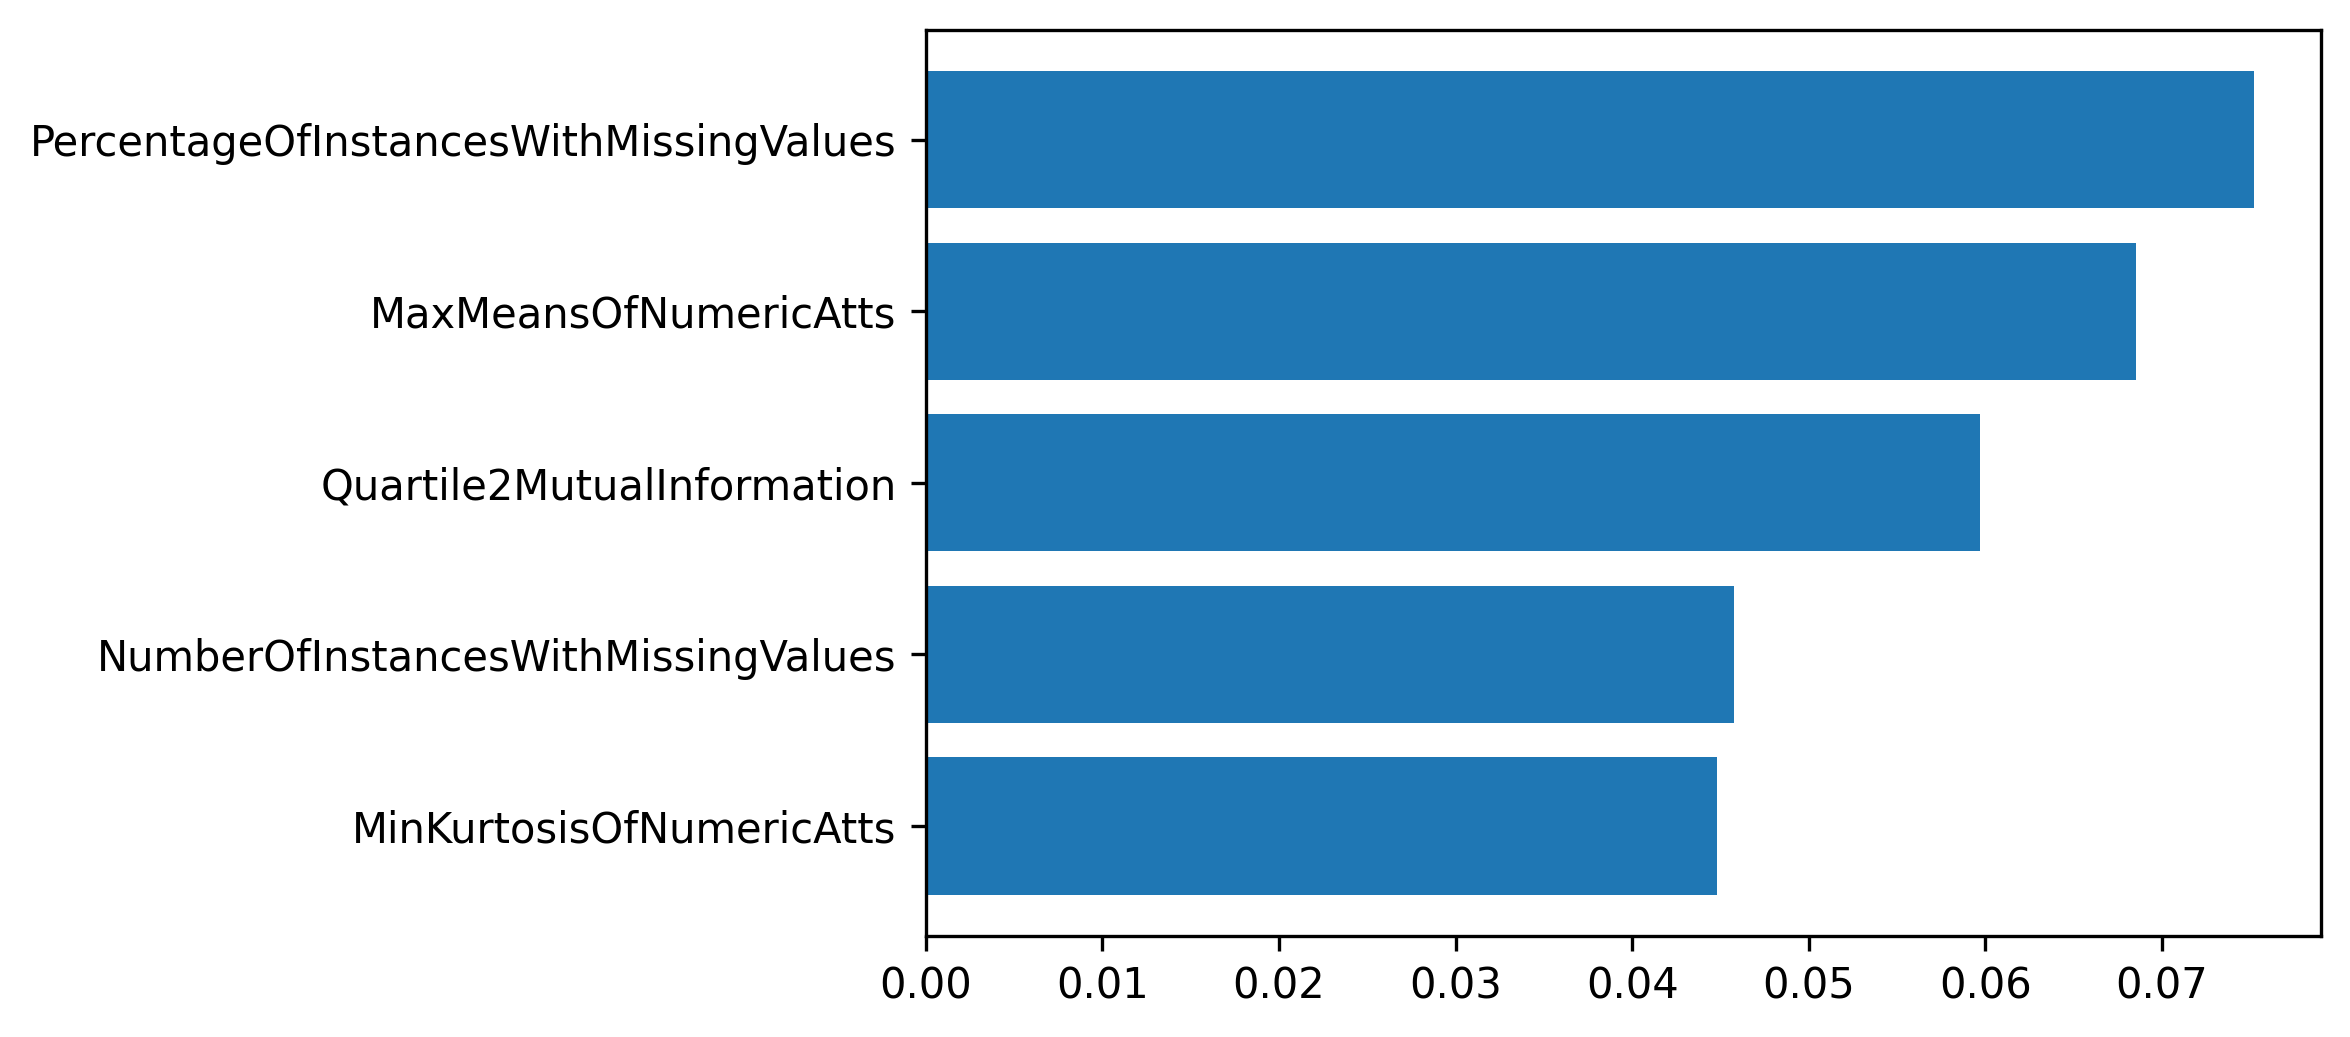 PercentageOfInstancesWithMissingValues
MaxMeansOfNumericAtts
Quartile2MutualInformation
NumberOfInstancesWithMissingValues
MinKurtosisOfNumericAtts
0.00 0.01 0.02 0.03 0.04 0.05 0.06 0.07